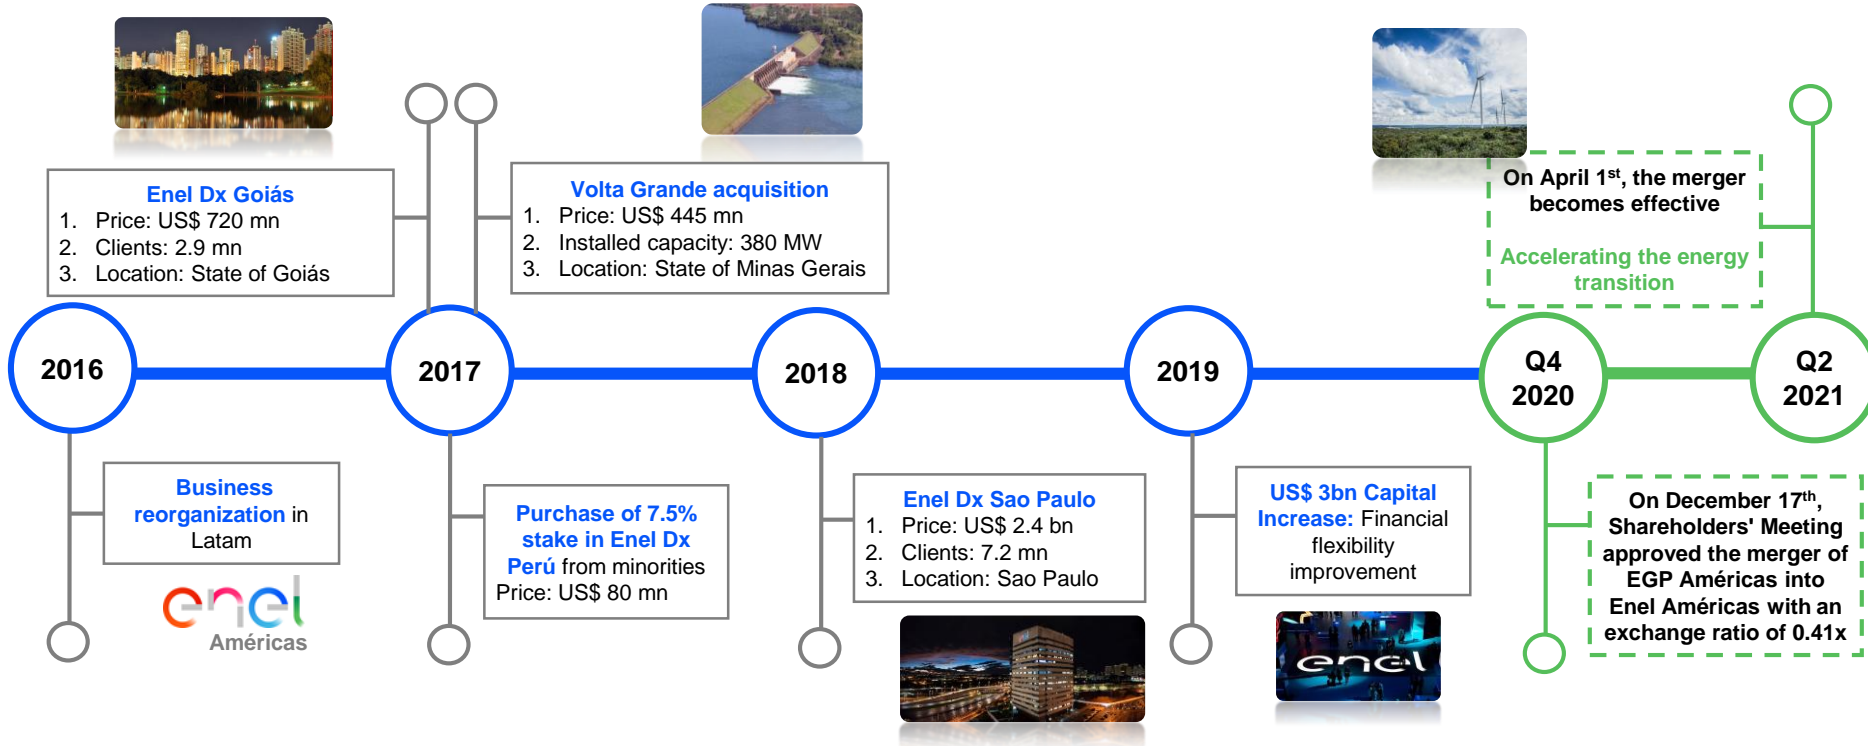 Enel Dx Goiás
1. Price: US$ 720 mn
2. Clients: 2.9 mn
3. Location: State of Goiás
Volta Grande acquisition
1. Price: US$ 445 mn
2. Installed capacity: 380 MW
3. Location: State of Minas Gerais
On April 1st, the merger
becomes effective
Accelerating the energy
transition
2016
2017
2018
2019
Q4
2020
Q2
2021
Business
reorganization in
Latam
enel
Américas
Purchase of 7.5%
stake in Enel Dx
Perú from minorities
Price: US$ 80 mn
Enel Dx Sao Paulo
1. Price: US$ 2.4 bn
2. Clients: 7.2 mn
3. Location: Sao Paulo
US$ 3bn Capital
Increase: Financial
flexibility
improvement
enel
On December 17th,
Shareholders' Meeting
approved the merger of
EGP Américas into
Enel Américas with an
exchange ratio of 0.41x